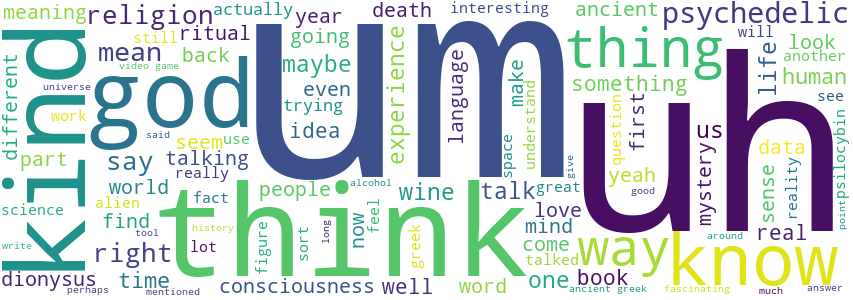 meaning
religion
actually
year
death
interesting
ancient
psychedelic
still
ritual
going
will
look
mean
back
maybe
another
video game
universe
different
kind
god
um
thing
uh
life
human
even
experience
language
make
something
see
work
trying
idea
understand
first
question
us
data
psilocybin
part
say
seem
use
talking
said
space
yeah
mystery
sense
reality
point
world
really
alcohol
give
good
science
alien
fact
people
wine
talk
great
find
think
feel
love
mind
real
tool
history
now
way
know
around
write
right
lot
figure
sort
long
greek
come
talked
dionysus
time
consciousness
well
word
one
book
fascinating
perhaps
mentioned
ancient greek
much
answer